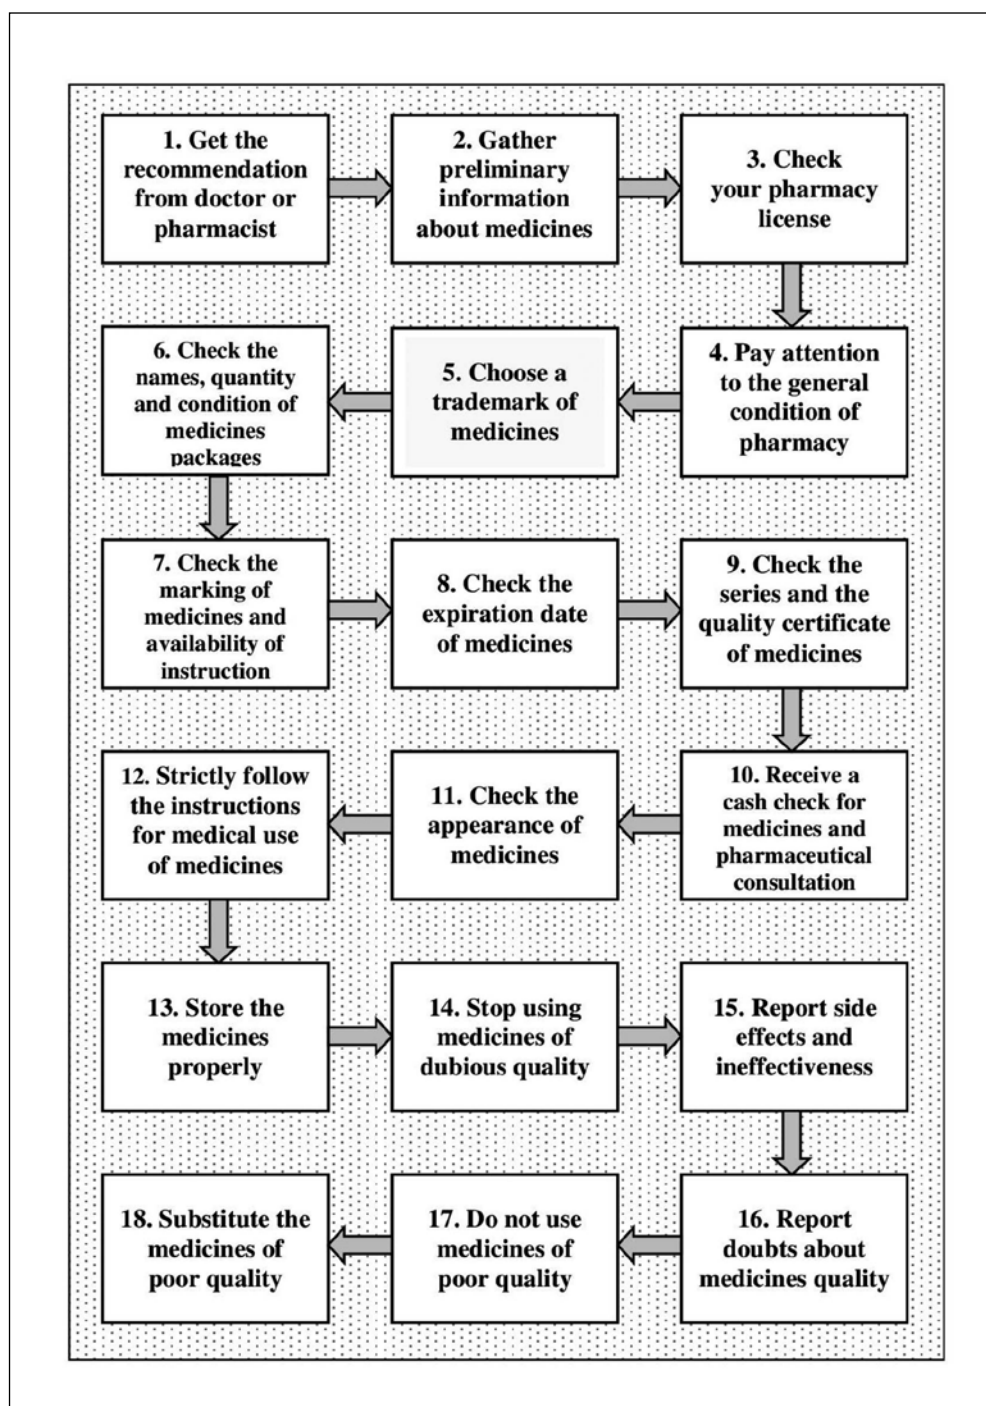 1. Get the
recommendation
from doctor or
pharmacist
2. Gather
preliminary
information
about medicines
3. Check
your pharmacy
license
4. Pay attention
to the general
condition of
pharmacy
5. Choose a
trademark of
medicines
6. Check the
names, quantity
and condition of
medicines
packages
7. Check the
marking of
medicines and
availability of
instruction
8. Check the
expiration date
of medicines
9. Check the
series and the
quality certificate
of medicines
10. Receive a
cash check for
medicines and
pharmaceutical
consultation
11. Check the
appearance of
medicines
12. Strictly follow
the instructions
for medical use
of medicines
13. Store the
medicines
properly
14. Stop using
medicines of
dubious quality
15. Report side
effects and
ineffectiveness
16. Report
doubts about
medicines quality
17. Do not use
medicines of
poor quality
18. Substitute the
medicines of
poor quality